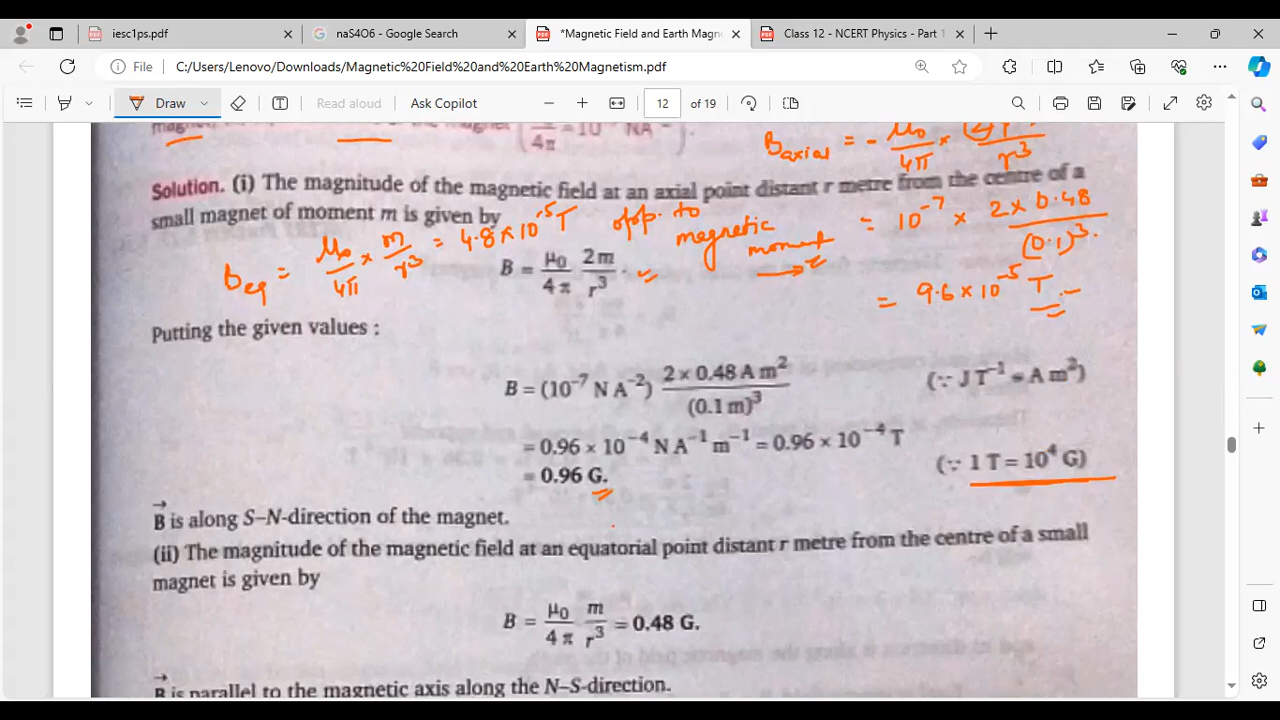 iesc1ps.pdf
naS4O6 - Google Search
*Magnetic Field and Earth Magn
Class 12 - NCERT Physics - Part 1
File
C:/Users/Lenovo/Downloads/Magnetic%20Field%20and%20Earth%20Magnetism.pdf
Draw
Read aloud
Ask Copilot
12 of 19
4π = 10 NA
B axial = - μ₀/4π × r³
Solution. (i) The magnitude of the magnetic field at an axial point distant r metre from the centre of a
small magnet of moment m is given by
B eq = μ₀/4π × m/r³ = 4.8 × 10⁻⁵ T opp. to magnetic moment
= 10⁻⁷ × 2 × 0.48 / (0.1)³.
B = μ₀/4π 2m/r³.
= 9.6 × 10⁻⁵ T
Putting the given values :
B = (10⁻⁷ N A⁻²) 2 × 0.48 A m² / (0.1 m)³ (∵ J T⁻¹ = A m²)
= 0.96 × 10⁻⁴ N A⁻¹ m⁻¹ = 0.96 × 10⁻⁴ T
= 0.96 G. (∵ 1 T = 10⁴ G)
B⃗ is along S–N-direction of the magnet.
(ii) The magnitude of the magnetic field at an equatorial point distant r metre from the centre of a small
magnet is given by
B = μ₀/4π m/r³ = 0.48 G.
B⃗ is parallel to the magnetic axis along the N–S-direction.